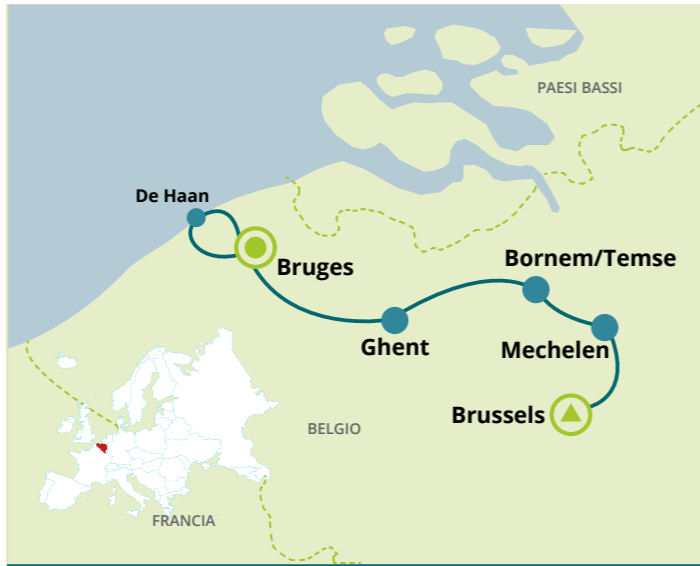 PAESI BASSI
De Haan
Bruges
Bornem/Temse
Ghent
Mechelen
Brussels
BELGIO
FRANCIA